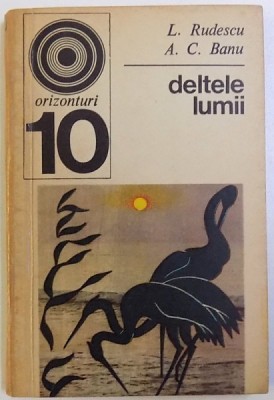 L. Rudescu
A. C. Banu
orizonturi
10
deltele
lumii